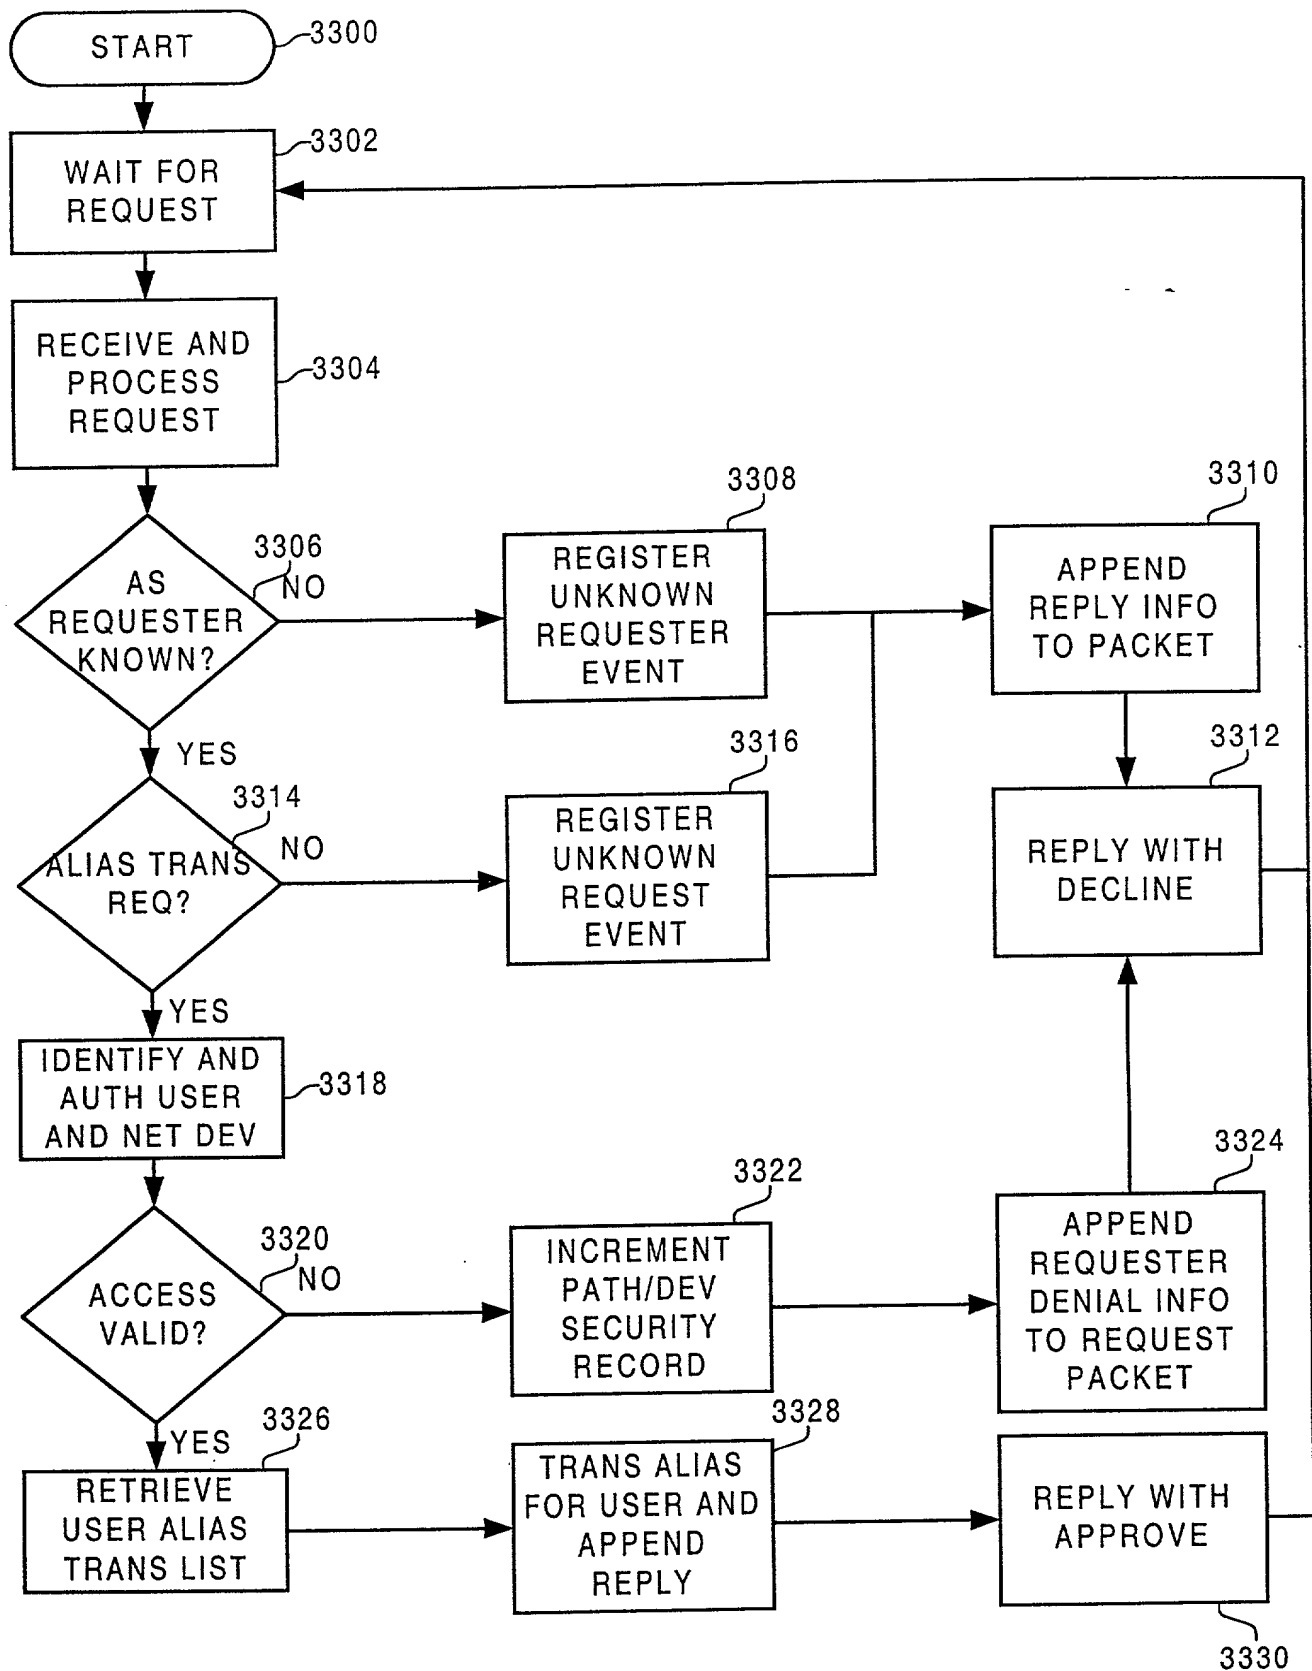 START
3300
3302
WAIT FOR
REQUEST
RECEIVE AND
PROCESS
REQUEST
3304
3306
NO
AS
REQUESTER
KNOWN?
3308
REGISTER
UNKNOWN
REQUESTER
EVENT
3310
APPEND
REPLY INFO
TO PACKET
YES
3314
NO
ALIAS TRANS
REQ?
3316
REGISTER
UNKNOWN
REQUEST
EVENT
3312
REPLY WITH
DECLINE
YES
IDENTIFY AND
AUTH USER
AND NET DEV
3318
3320
NO
ACCESS
VALID?
3322
INCREMENT
PATH/DEV
SECURITY
RECORD
3324
APPEND
REQUESTER
DENIAL INFO
TO REQUEST
PACKET
YES
3326
RETRIEVE
USER ALIAS
TRANS LIST
3328
TRANS ALIAS
FOR USER AND
APPEND
REPLY
REPLY WITH
APPROVE
3330